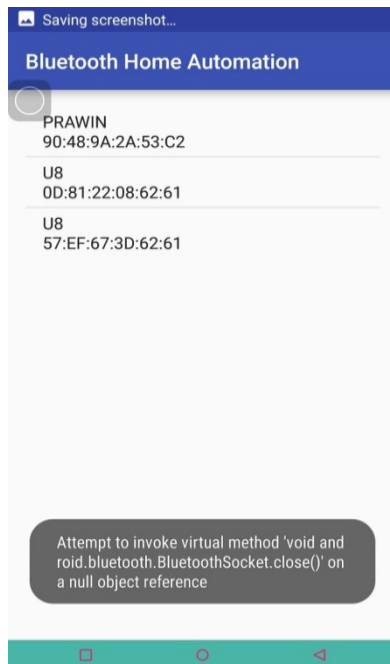 Saving screenshot...
Bluetooth Home Automation
PRAWIN
90:48:9A:2A:53:C2
U8
0D:81:22:08:62:61
U8
57:EF:67:3D:62:61
Attempt to invoke virtual method 'void and
roid.bluetooth.BluetoothSocket.close()' on
a null object reference